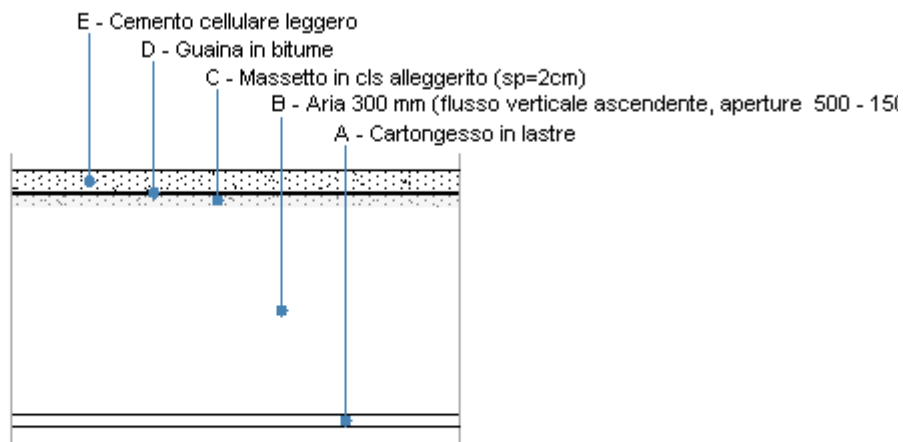 E - Cemento cellulare leggero
D - Guaina in bitume
C - Massetto in cls alleggerito (sp=2cm)
B - Aria 300 mm (flusso verticale ascendente, aperture 500 -
A - Cartongesso in lastre